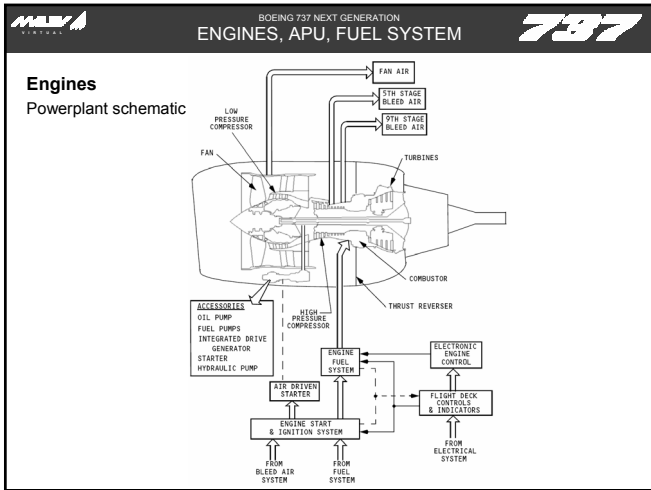 MALÉV
VIRTUAL
BOEING 737 NEXT GENERATION
ENGINES, APU, FUEL SYSTEM
737
Engines
Powerplant schematic
FAN AIR
5TH STAGE
BLEED AIR
9TH STAGE
BLEED AIR
LOW
PRESSURE
COMPRESSOR
FAN
TURBINES
COMBUSTOR
THRUST REVERSER
HIGH
PRESSURE
COMPRESSOR
ACCESSORIES
OIL PUMP
FUEL PUMPS
INTEGRATED DRIVE
GENERATOR
STARTER
HYDRAULIC PUMP
ENGINE
FUEL
SYSTEM
ELECTRONIC
ENGINE
CONTROL
AIR DRIVEN
STARTER
FLIGHT DECK
CONTROLS
& INDICATORS
ENGINE START
& IGNITION SYSTEM
FROM
BLEED AIR
SYSTEM
FROM
FUEL
SYSTEM
FROM
ELECTRICAL
SYSTEM